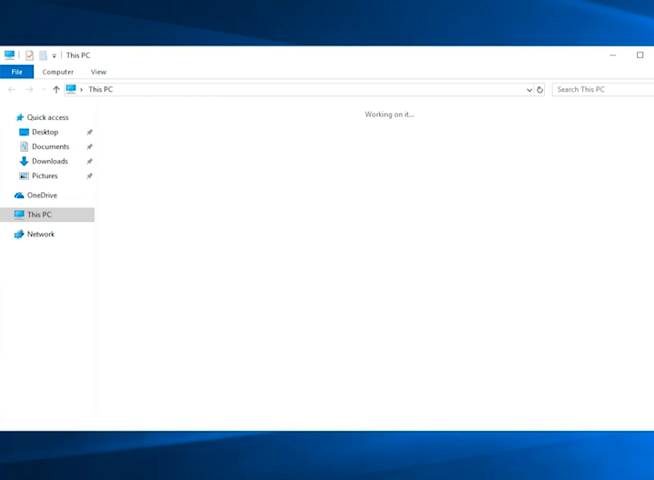 This PC
File Computer View
This PC Search This PC
Working on it...
Quick access
Desktop
Documents
Downloads
Pictures
OneDrive
This PC
Network